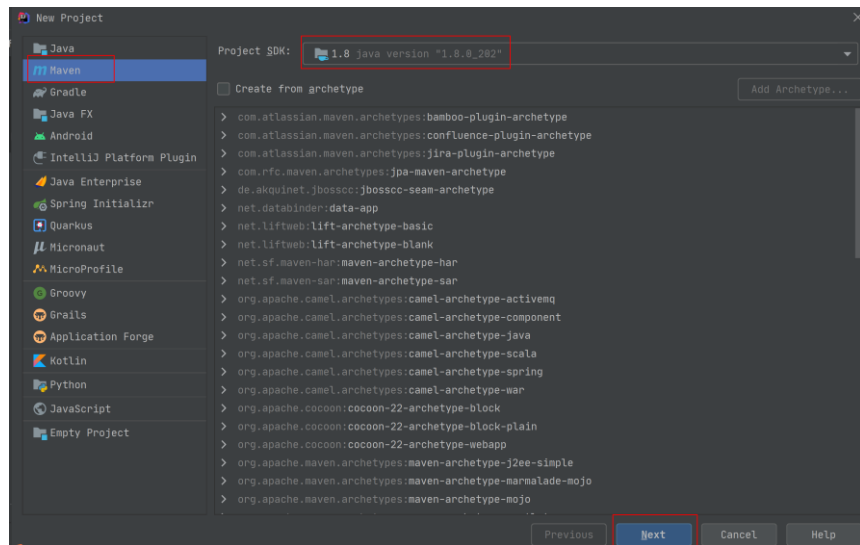 New Project
Java
Maven
Gradle
Java FX
Android
IntelliJ Platform Plugin
Java Enterprise
Spring Initializr
Quarkus
Micronaut
MicroProfile
Groovy
Grails
Application Forge
Kotlin
Python
JavaScript
Empty Project
Project SDK: 1.8 java version "1.8.0_202"
Create from archetype Add Archetype...
com.atlassian.maven.archetypes:bamboo-plugin-archetype
com.atlassian.maven.archetypes:confluence-plugin-archetype
com.atlassian.maven.archetypes:jira-plugin-archetype
com.rfc.maven.archetypes:jpa-maven-archetype
de.akquinet.jbosscc:jbosscc-seam-archetype
net.databinder:data-app
net.liftweb:lift-archetype-basic
net.liftweb:lift-archetype-blank
net.sf.maven-har:maven-archetype-har
net.sf.maven-sar:maven-archetype-sar
org.apache.camel.archetypes:camel-archetype-activemq
org.apache.camel.archetypes:camel-archetype-component
org.apache.camel.archetypes:camel-archetype-java
org.apache.camel.archetypes:camel-archetype-scala
org.apache.camel.archetypes:camel-archetype-spring
org.apache.camel.archetypes:camel-archetype-war
org.apache.cocoon:cocoon-22-archetype-block
org.apache.cocoon:cocoon-22-archetype-block-plain
org.apache.cocoon:cocoon-22-archetype-webapp
org.apache.maven.archetypes:maven-archetype-j2ee-simple
org.apache.maven.archetypes:maven-archetype-marmalade-mojo
org.apache.maven.archetypes:maven-archetype-mojo
Previous Next Cancel Help